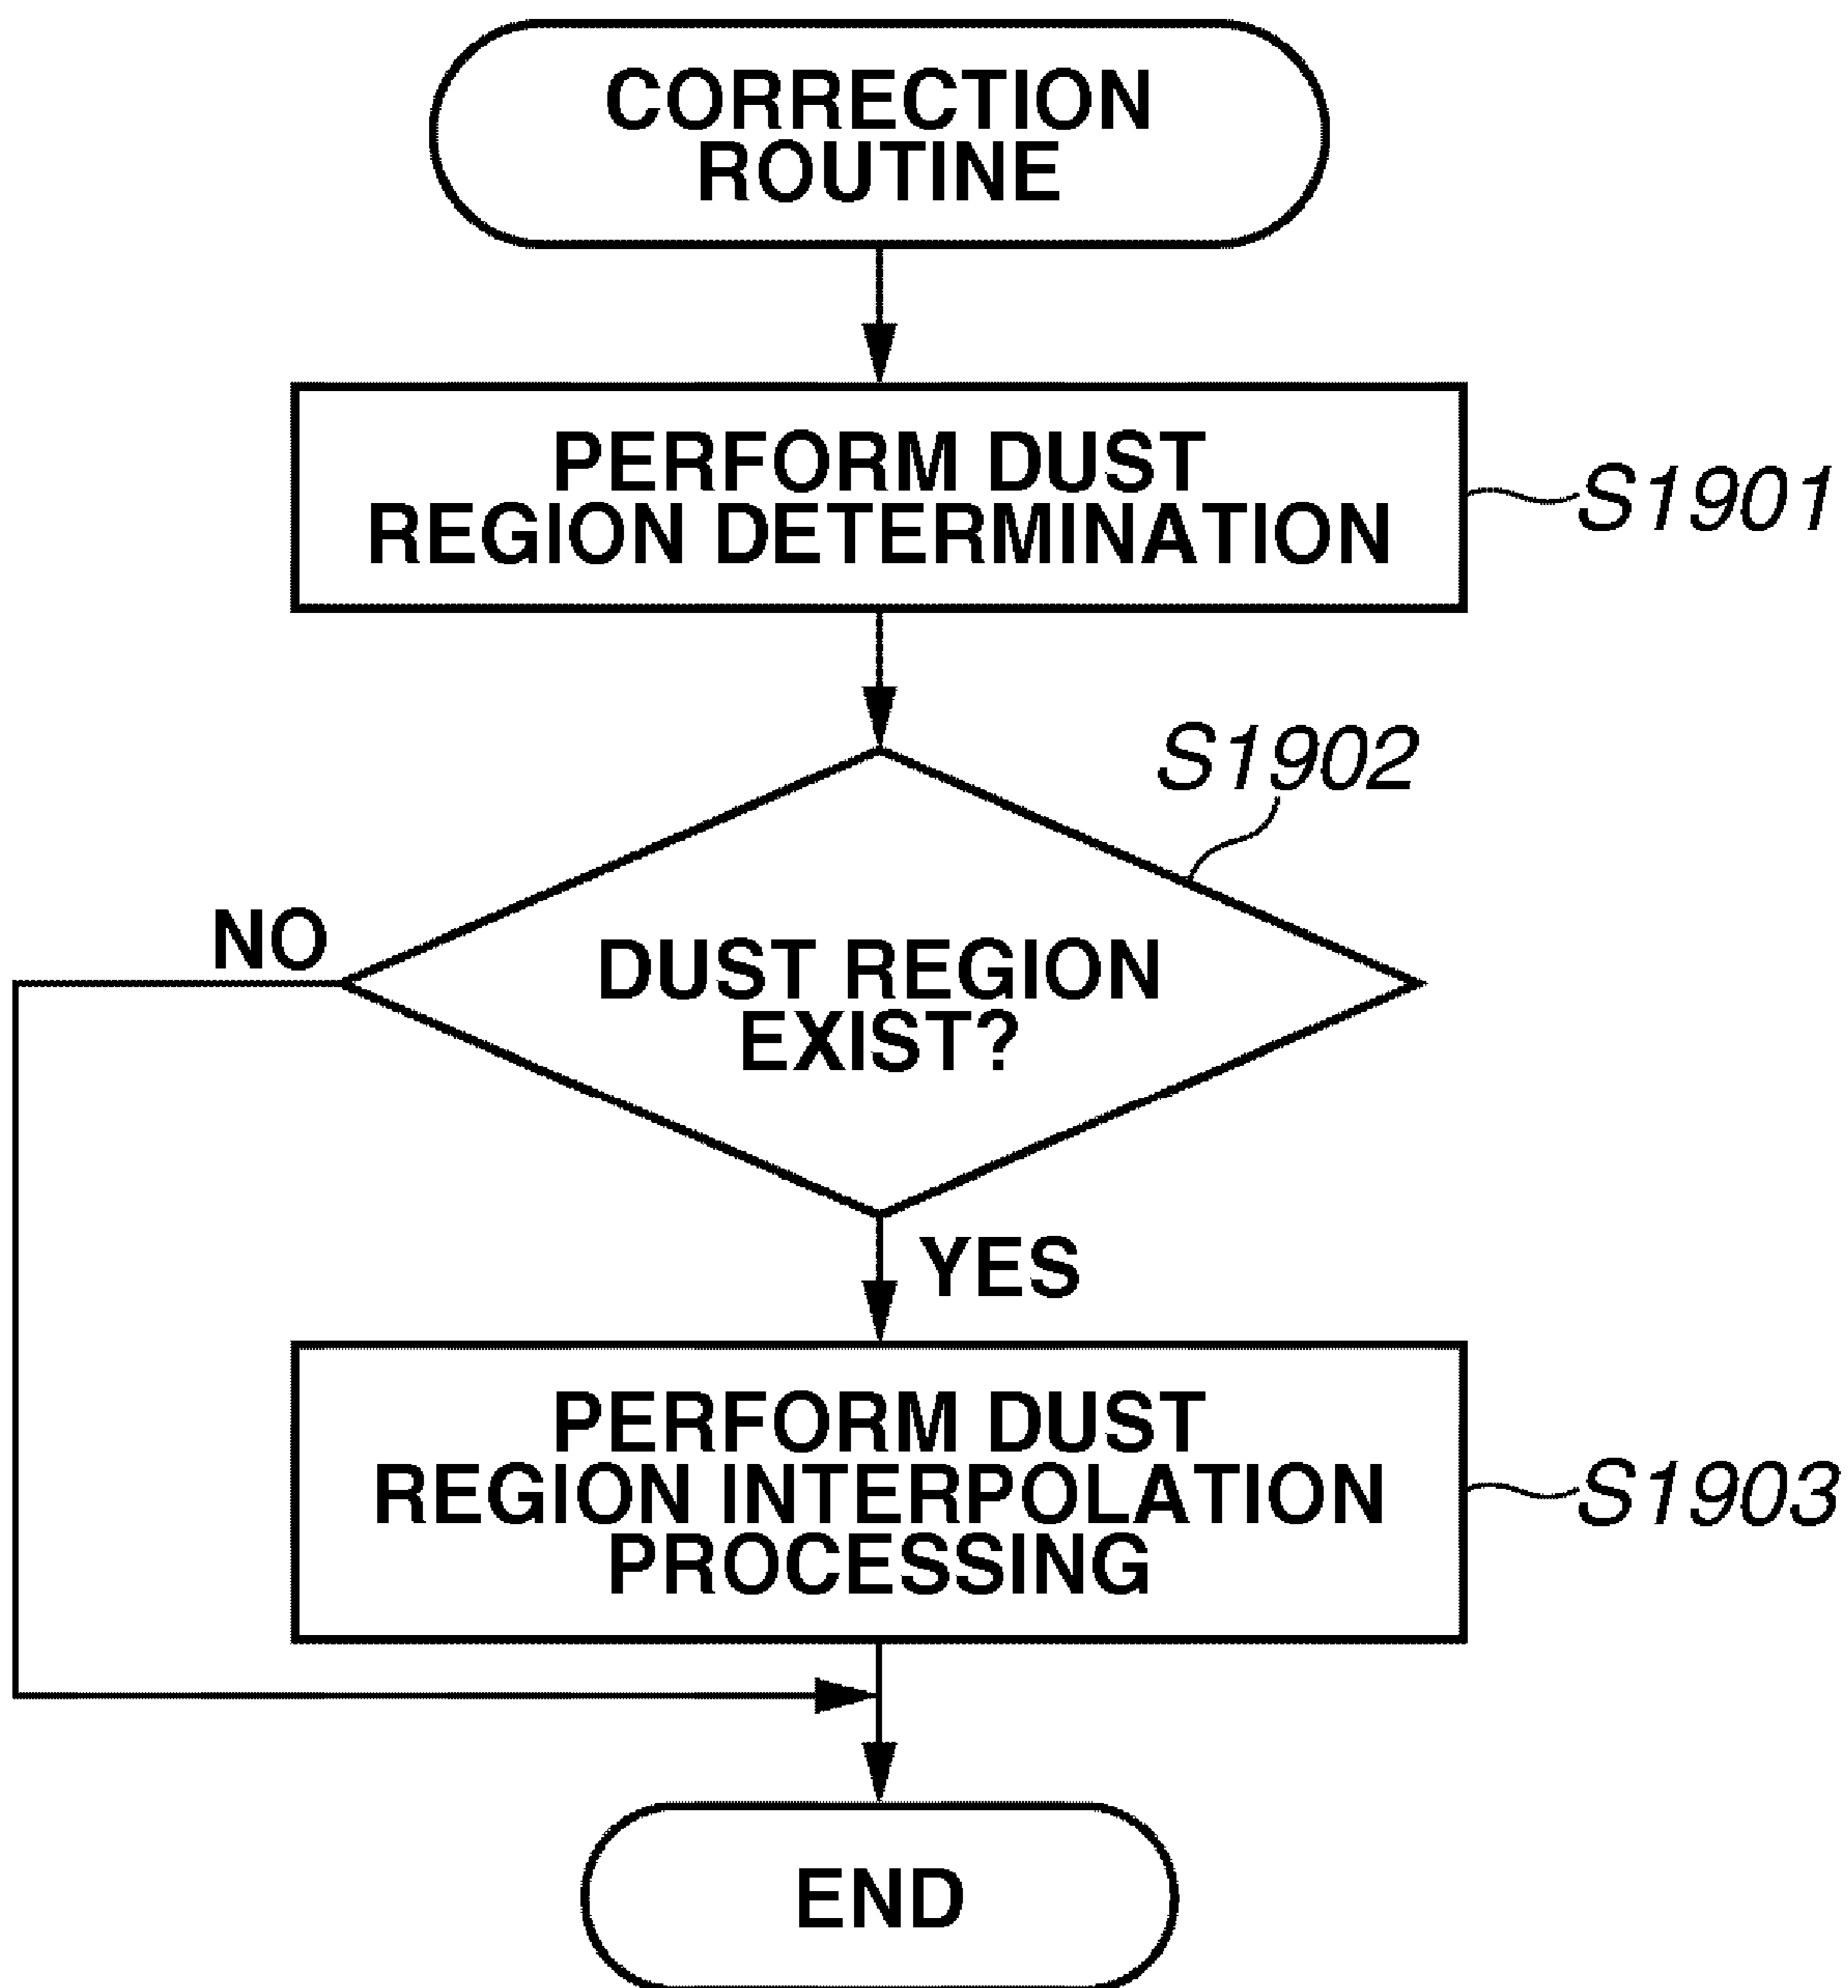 CORRECTION
ROUTINE
PERFORM DUST
REGION DETERMINATION
S1901
S1902
NO
DUST REGION
EXIST?
YES
PERFORM DUST
REGION INTERPOLATION
PROCESSING
S1903
END